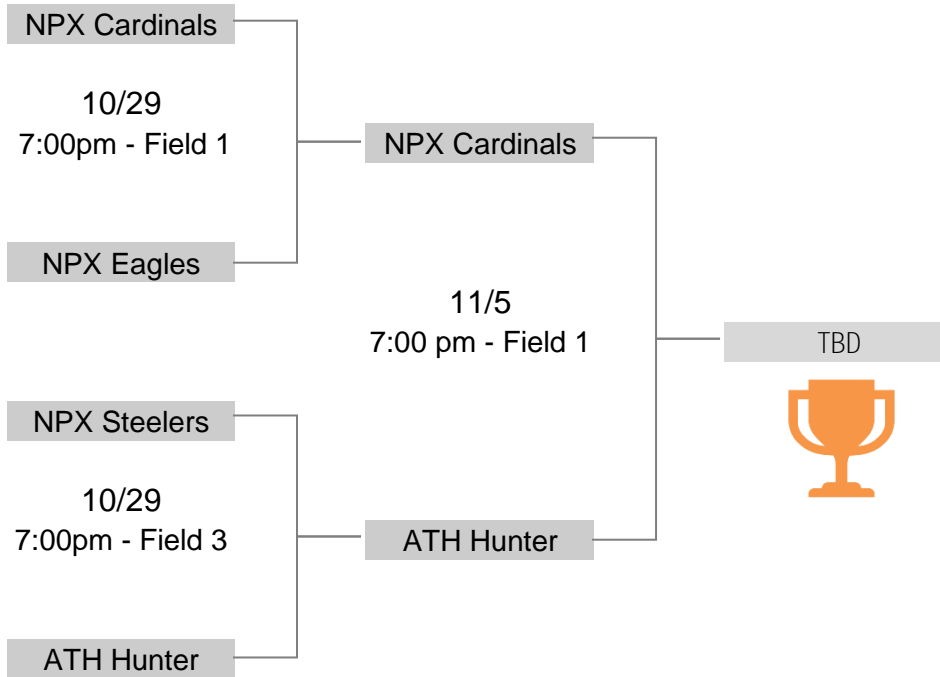 NPX Cardinals
10/29
7:00pm - Field 1
NPX Cardinals
NPX Eagles
11/5
7:00 pm - Field 1
TBD
NPX Steelers
10/29
7:00pm - Field 3
ATH Hunter
ATH Hunter